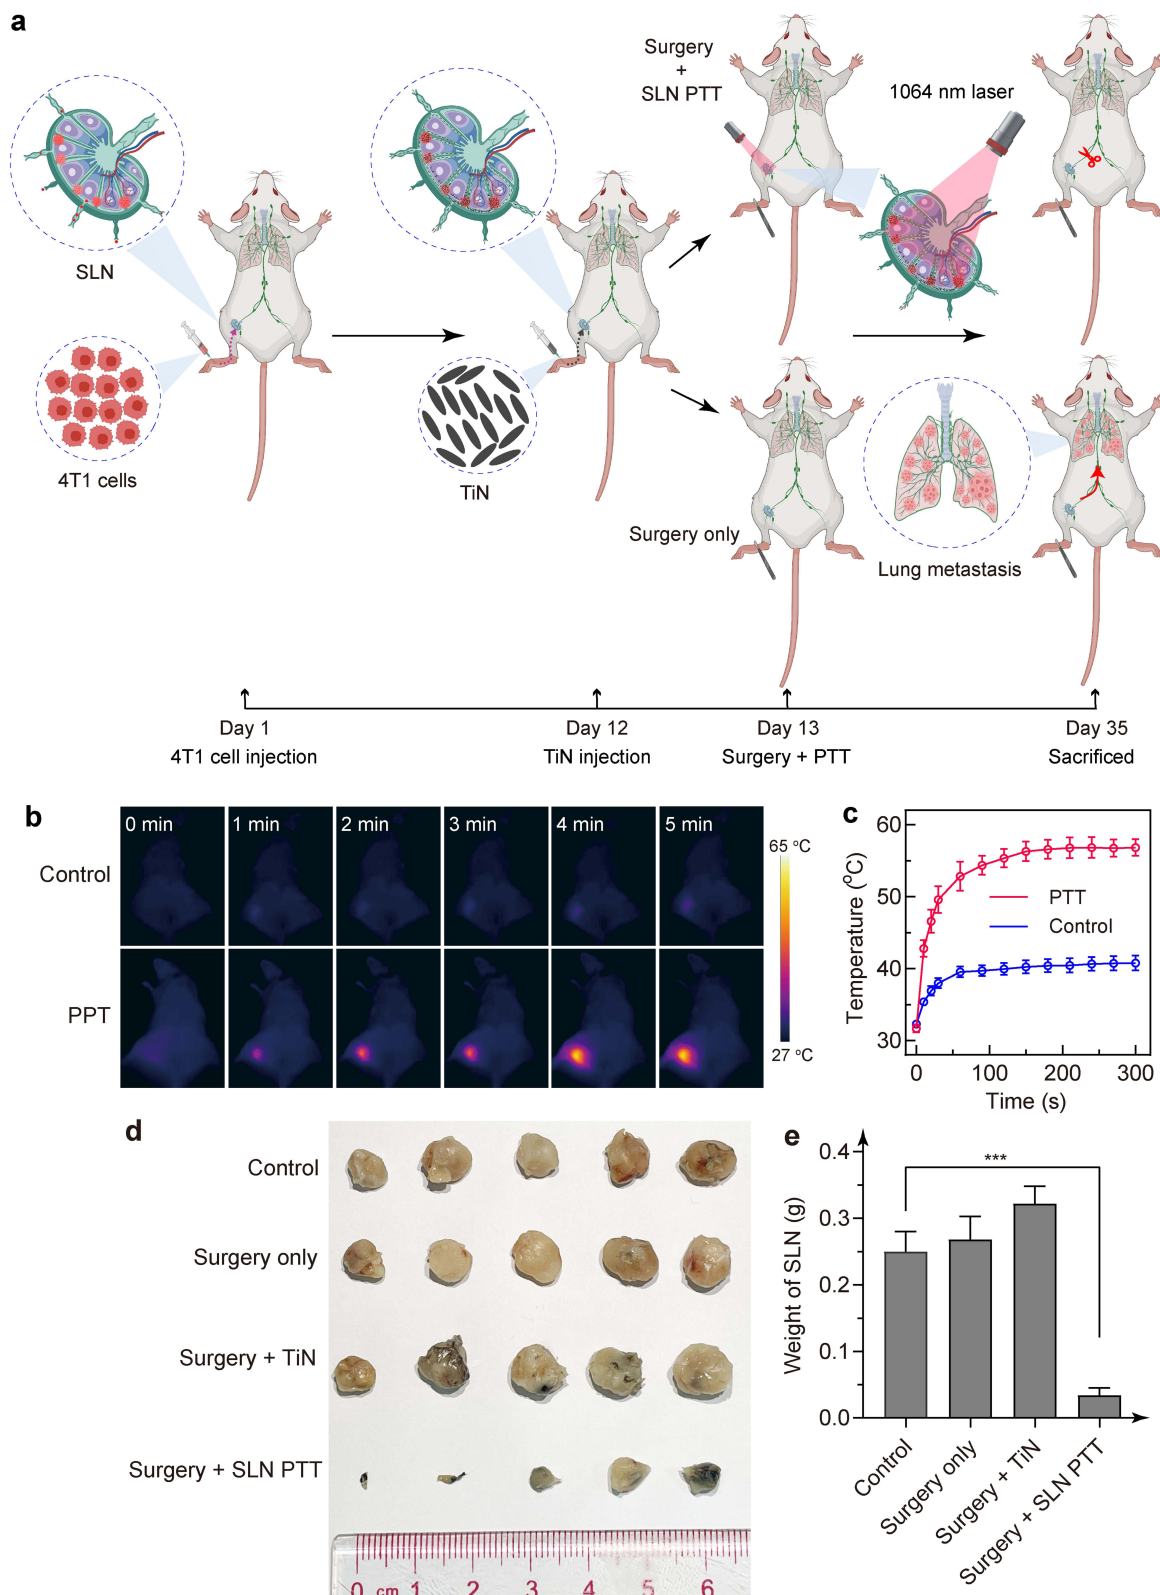 a
Surgery
+
SLN PTT
1064 nm laser
SLN
4T1 cells
TiN
Surgery only
Lung metastasis
Day 1
4T1 cell injection
Day 12
TiN injection
Day 13
Surgery + PTT
Day 35
Sacrificed
b
0 min
1 min
2 min
3 min
4 min
5 min
Control
PPT
65 °C
27 °C
c
Temperature (°C)
60
50
40
30
PTT
Control
0
100
200
300
Time (s)
d
Control
Surgery only
Surgery + TiN
Surgery + SLN PTT
0 cm 1 2 3 4 5 6
e
Weight of SLN (g)
0.4
0.3
0.2
0.1
0.0
***
Control
Surgery only
Surgery + TiN
Surgery + SLN PTT